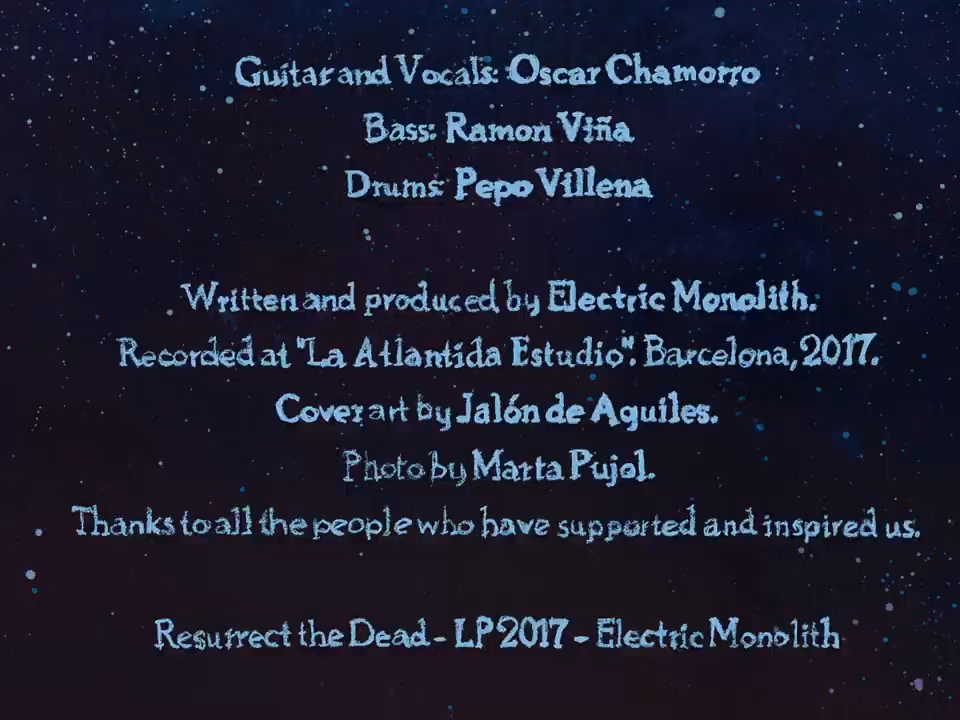 Guitar and Vocals: Oscar Chamorro
Bass: Ramon Viña
Drums: Pepo Villena
Written and produced by Electric Monolith.
Recorded at "La Atlantida Estudio". Barcelona, 2017.
Cover art by Jalón de Aquiles.
Photo by Marta Pujol.
Thanks to all the people who have supported and inspired us.
Resurrect the Dead - LP 2017 - Electric Monolith